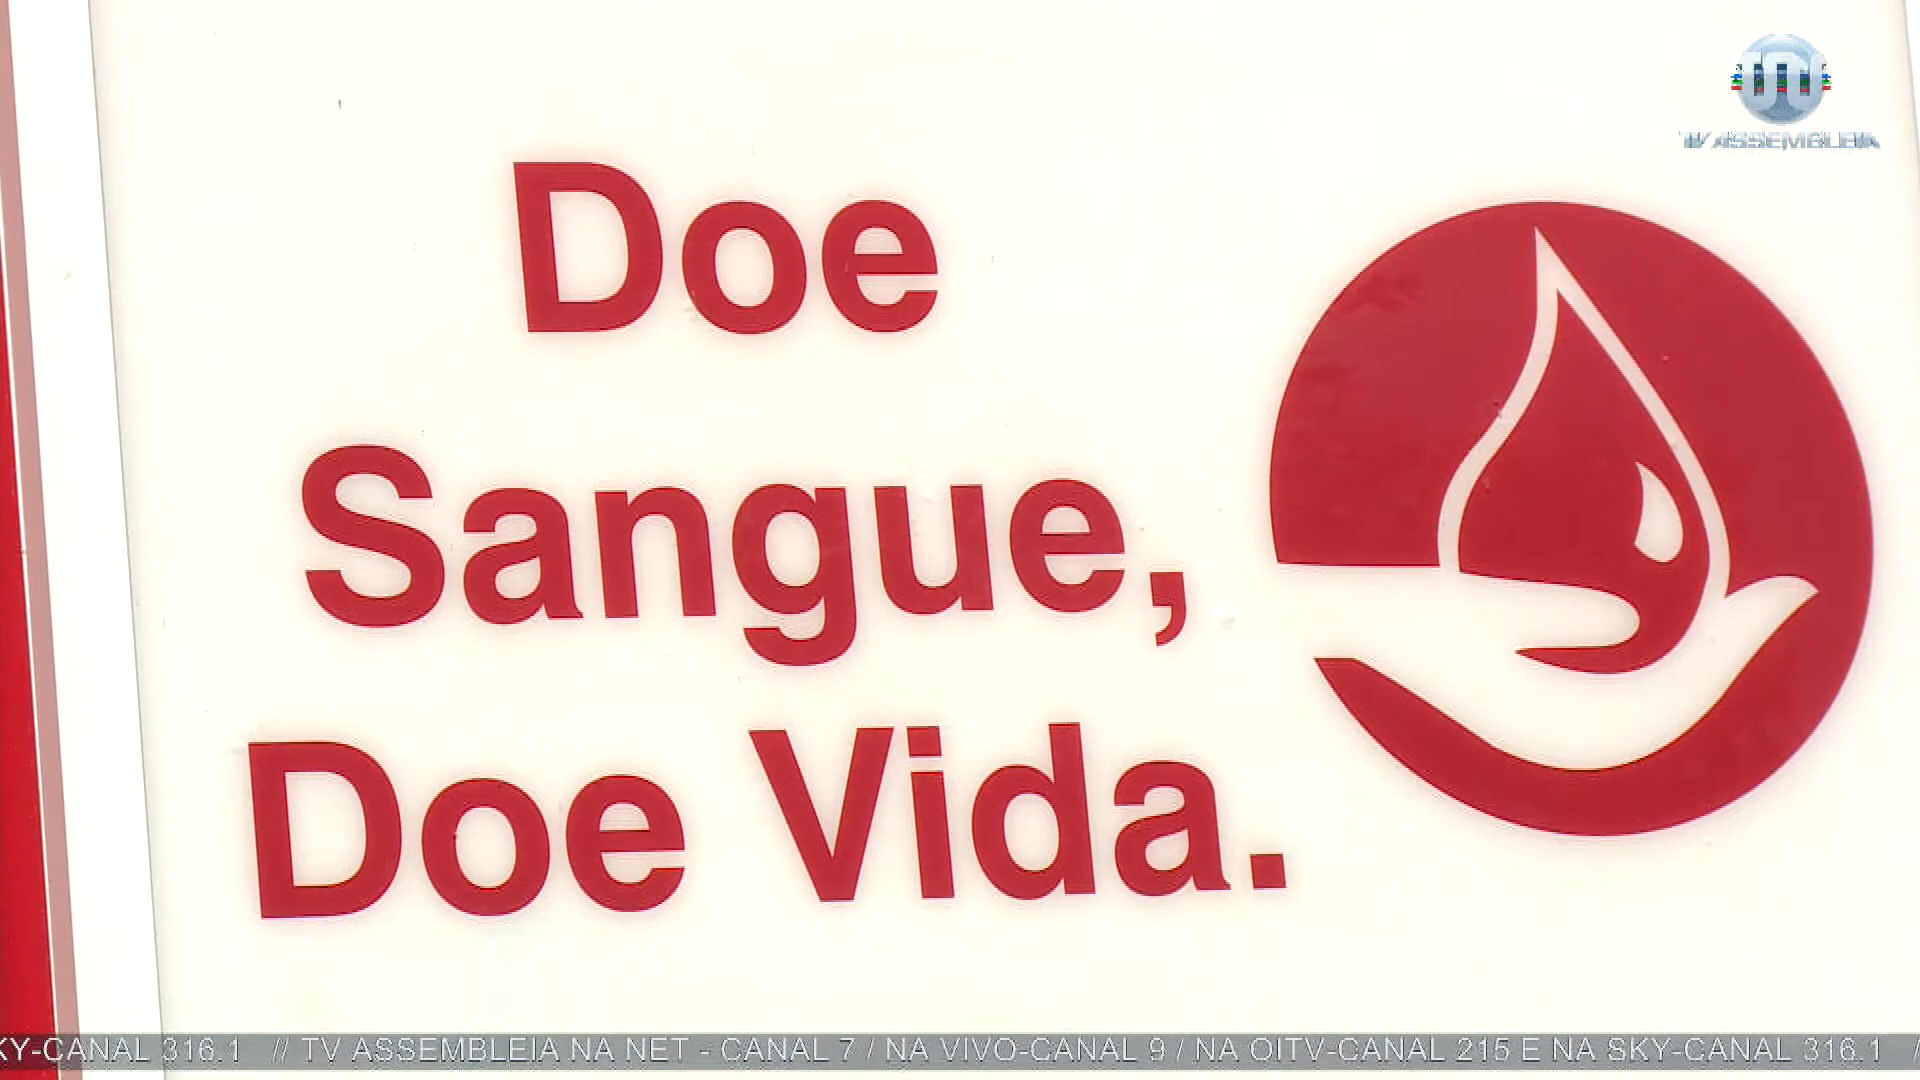 TV ASSEMBLEIA
Doe
Sangue,
Doe Vida.
KY-CANAL 316.1 // TV ASSEMBLEIA NA NET - CANAL 7 / NA VIVO-CANAL 9 / NA OITV-CANAL 215 E NA SKY-CANAL 316.1 /